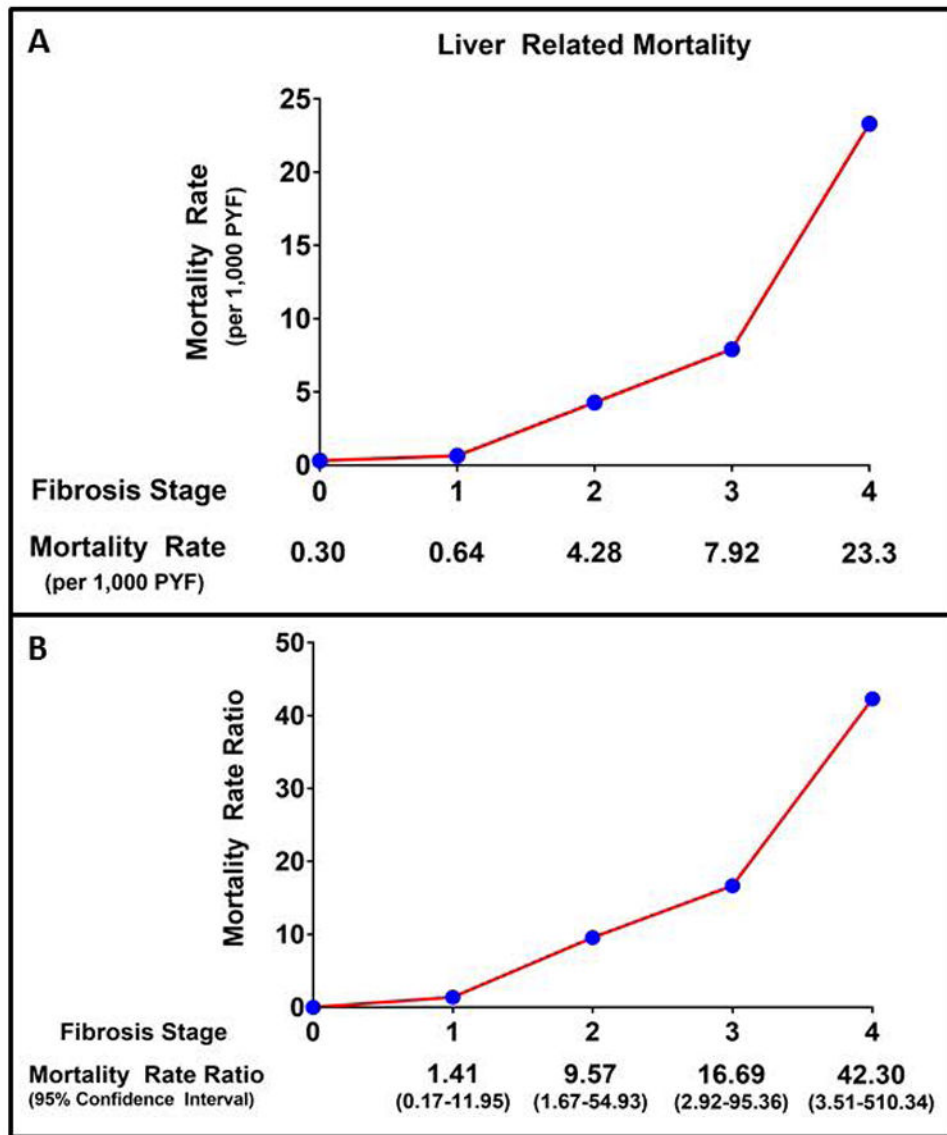 A
Liver Related Mortality
Mortality Rate
(per 1,000 PYF)
25
20
15
10
5
0
0 1 2 3 4
Fibrosis Stage
Mortality Rate 0.30 0.64 4.28 7.92 23.3
(per 1,000 PYF)
B
Mortality Rate Ratio
50
40
30
20
10
0
0 1 2 3 4
Fibrosis Stage
Mortality Rate Ratio 1.41 9.57 16.69 42.30
(95% Confidence Interval) (0.17-11.95) (1.67-54.93) (2.92-95.36) (3.51-510.34)